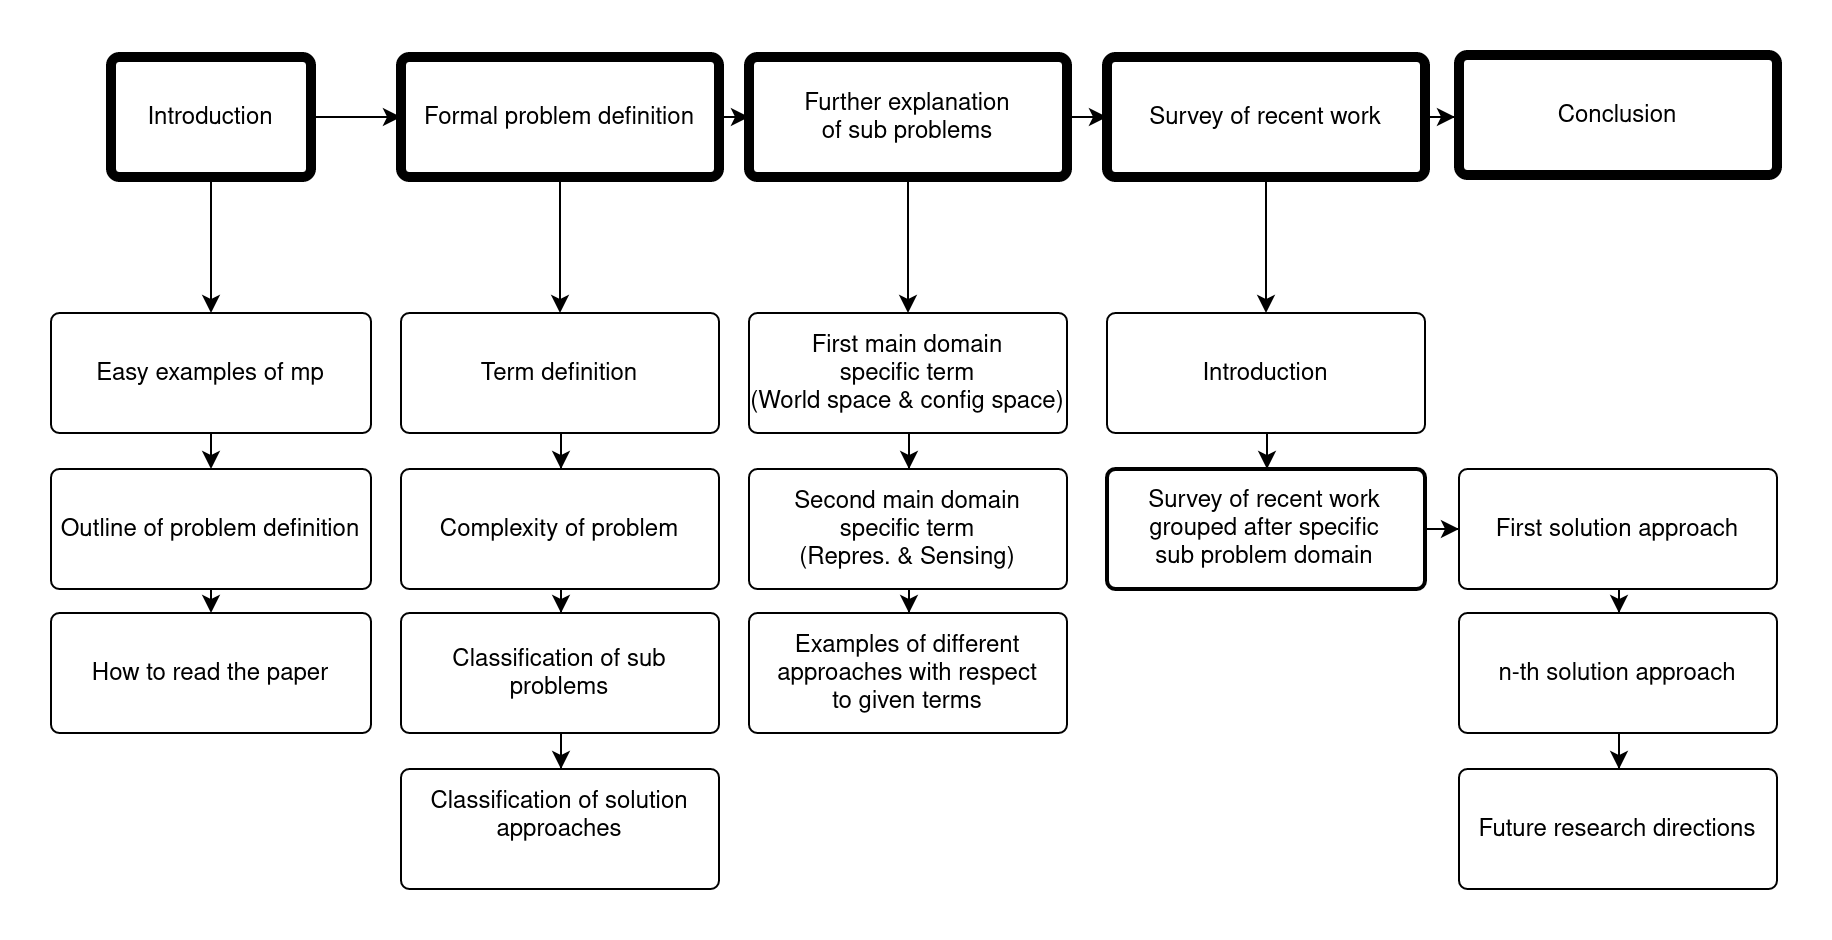 Introduction
Formal problem definition
Further explanation
of sub problems
Survey of recent work
Conclusion
Easy examples of mp
Outline of problem definition
How to read the paper
Term definition
Complexity of problem
Classification of sub
problems
Classification of solution
approaches
First main domain
specific term
(World space & config space)
Second main domain
specific term
(Repres. & Sensing)
Examples of different
approaches with respect
to given terms
Introduction
Survey of recent work
grouped after specific
sub problem domain
First solution approach
n-th solution approach
Future research directions